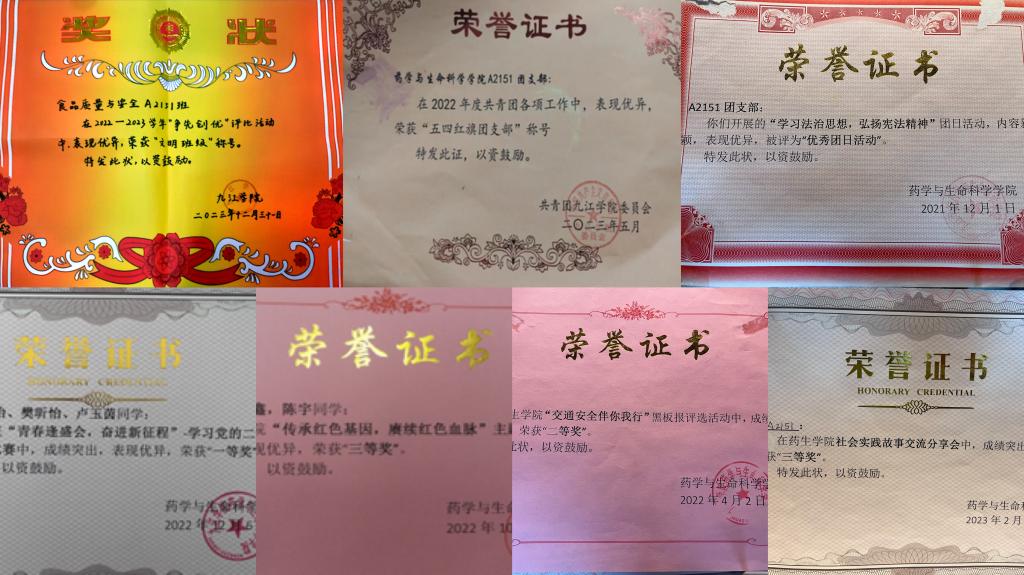 奖状
食品质量与安全A2151班
在2022—2023学年“争先创优”评比活动
中，表现优异，荣获“文明班级”称号。
特发此状，以资鼓励。
九江学院
二〇二三年十二月三十一日
荣誉证书
药学与生命科学学院A2151团支部：
在2022年度共青团各项工作中，表现优异，
荣获“五四红旗团支部”称号
特发此证，以资鼓励。
共青团九江学院委员会
二〇二三年五月
荣誉证书
A2151团支部：
你们开展的“学习法治思想，弘扬宪法精神”团日活动，内容
颖，表现优异，被评为“优秀团日活动”。
特发此状，以资鼓励。
药学与生命科学学院
2021年12月1日
荣誉证书
HONORARY CREDENTIAL
怡、樊昕怡、卢玉茵同学：
“青春逢盛会，奋进新征程”-学习党的二
赛中，成绩突出，表现优异，荣获“一等奖”
以资鼓励。
药学与生命科学
2022年12月6
荣誉证书
鑫，陈宇同学：
院“传承红色基因，赓续红色血脉”主
现优异，荣获“三等奖”。
以资鼓励。
药学与生命
2022年10
荣誉证书
生学院“交通安全伴你我行”黑板报评选活动中，成绩
荣获“二等奖”。
此状，以资鼓励。
药学与生命科学学
2022年4月2日
荣誉证书
HONORARY CREDENTIAL
A2151：
在药生学院社会实践故事交流分享会中，成绩突出
获“三等奖”。
特发此状，以资鼓励。
药学与生命科
2023年2月